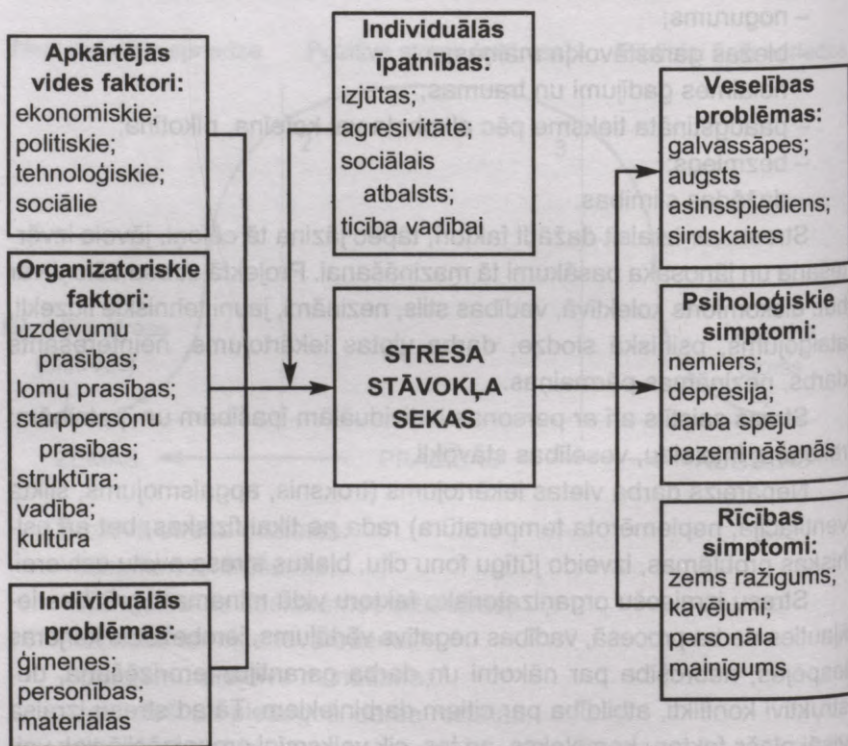 Apkārtējās
vides faktori:
ekonomiskie;
politiskie;
tehnoloģiskie;
sociālie
Organizatoriskie
faktori:
uzdevumu
prasības;
lomu prasības;
starppersonu
prasības;
struktūra,
vadība;
kultūra
Individuālās
problēmas:
ģimenes;
personības;
materiālās
Individuālās
īpatnības:
izjūtas;
agresivitāte;
sociālais
atbalsts;
ticība vadībai
STRESA
STĀVOKĻA
SEKAS
Veselības
problēmas:
galvassāpes;
augsts
asinsspiediens;
sirdskaites
Psiholoģiskie
simptomi:
nemiers;
depresija;
darba spēju
pazemināšanās
Rīcības
simptomi:
zems ražīgums;
kavējumi;
personāla
mainīgums